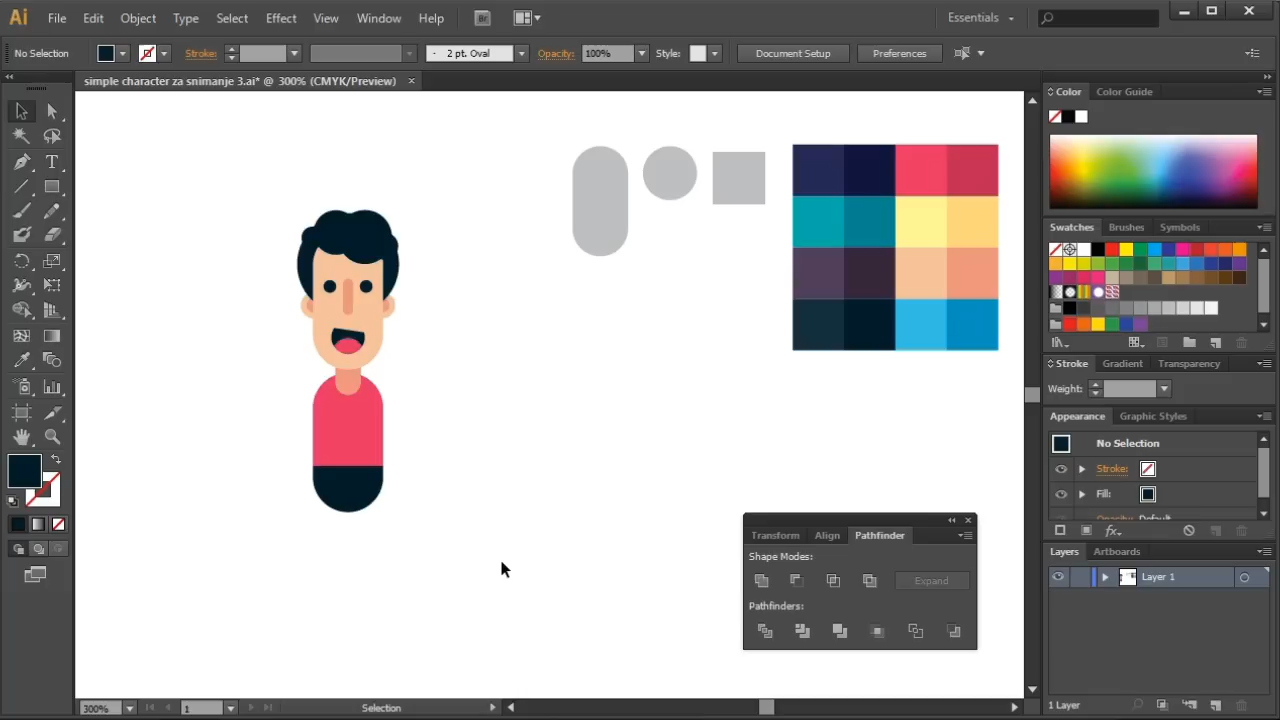 Ai File Edit Object Type Select Effect View Window Help Br Essentials
No Selection Stroke: 2 pt. Oval Opacity: 100% Style: Document Setup Preferences
simple character za snimanje 3.ai* @ 300% (CMYK/Preview)
Color Color Guide
Swatches Brushes Symbols
Stroke Gradient Transparency
Weight:
Appearance Graphic Styles
No Selection
Stroke:
Fill:
Opacity: Default
Transform Align Pathfinder
Shape Modes:
Expand
Pathfinders:
Layers Artboards
Layer 1
1 Layer
300% 1 Selection